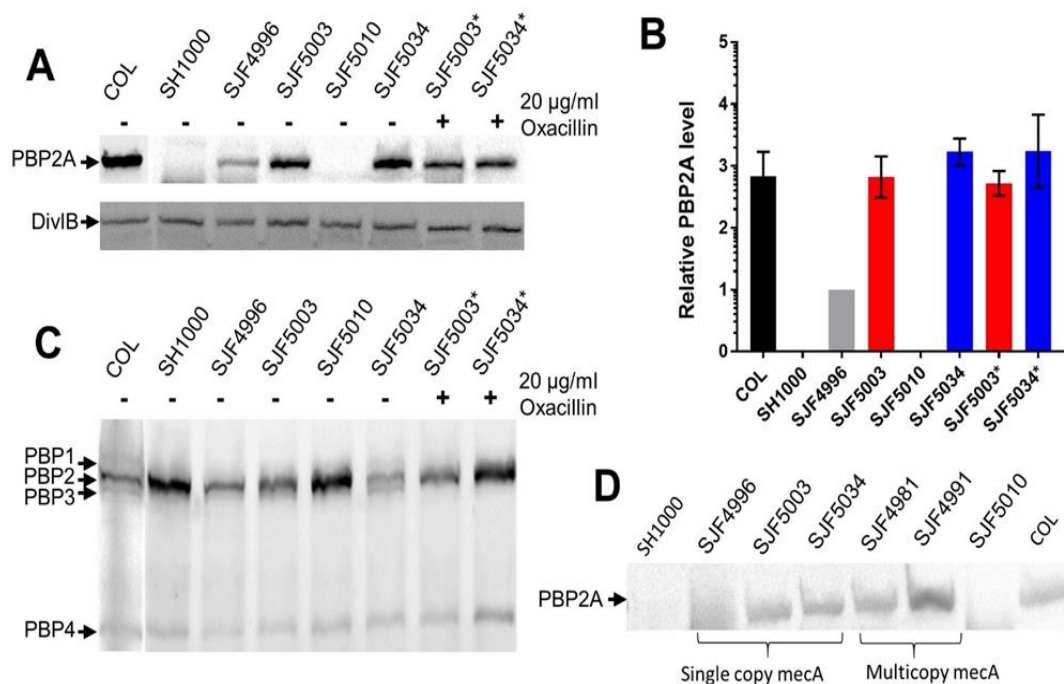 A
COL
SH1000
SJF4996
SJF5003
SJF5010
SJF5034
SJF5003*
SJF5034*
- - - - - - + +
20 µg/ml
Oxacillin
PBP2A
DivIB
B
Relative PBP2A level
5
4
3
2
1
0
COL
SH1000
SJF4996
SJF5003
SJF5010
SJF5034
SJF5003*
SJF5034*
C
COL
SH1000
SJF4996
SJF5003
SJF5010
SJF5034
SJF5003*
SJF5034*
- - - - - - + +
20 µg/ml
Oxacillin
PBP1
PBP2
PBP3
PBP4
D
SH1000
SJF4996
SJF5003
SJF5034
SJF4981
SJF4991
SJF5010
COL
PBP2A
Single copy mecA
Multicopy mecA